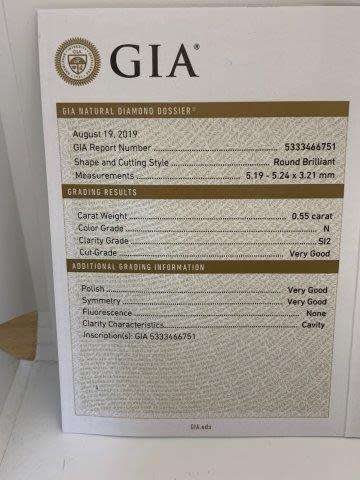 GIA®
GIA NATURAL DIAMOND DOSSIER®
August 19, 2019
GIA Report Number 5333466751
Shape and Cutting Style Round Brilliant
Measurements 5.19 - 5.24 x 3.21 mm
GRADING RESULTS
Carat Weight 0.55 carat
Color Grade N
Clarity Grade SI2
Cut Grade Very Good
ADDITIONAL GRADING INFORMATION
Polish Very Good
Symmetry Very Good
Fluorescence None
Clarity Characteristics Cavity
Inscription(s): GIA 5333466751
GIA.edu